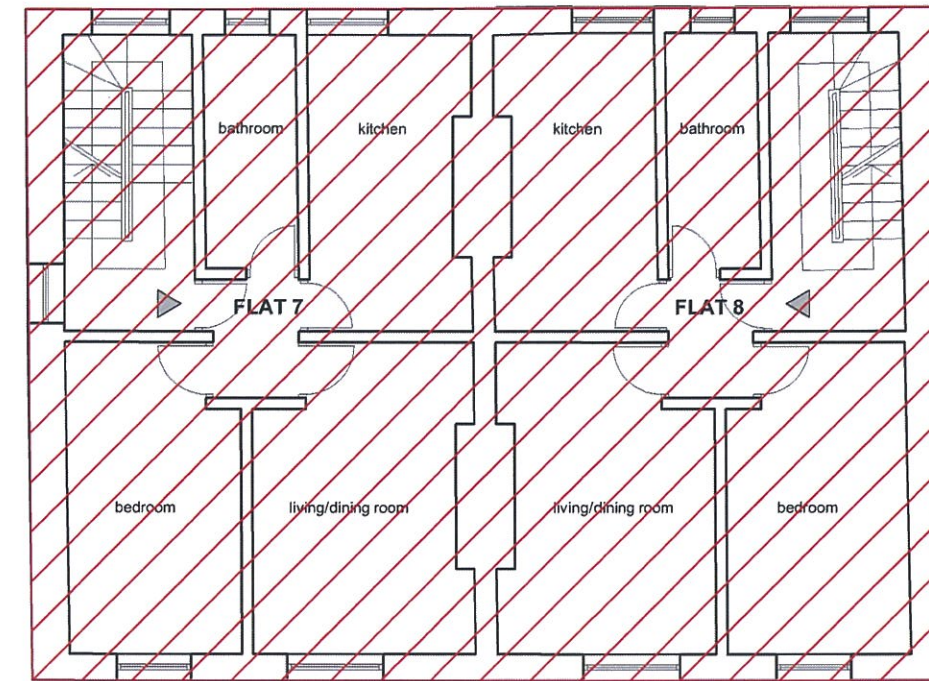 bathroom
kitchen
kitchen
bathroom
FLAT 7
FLAT 8
bedroom
living/dining room
living/dining room
bedroom